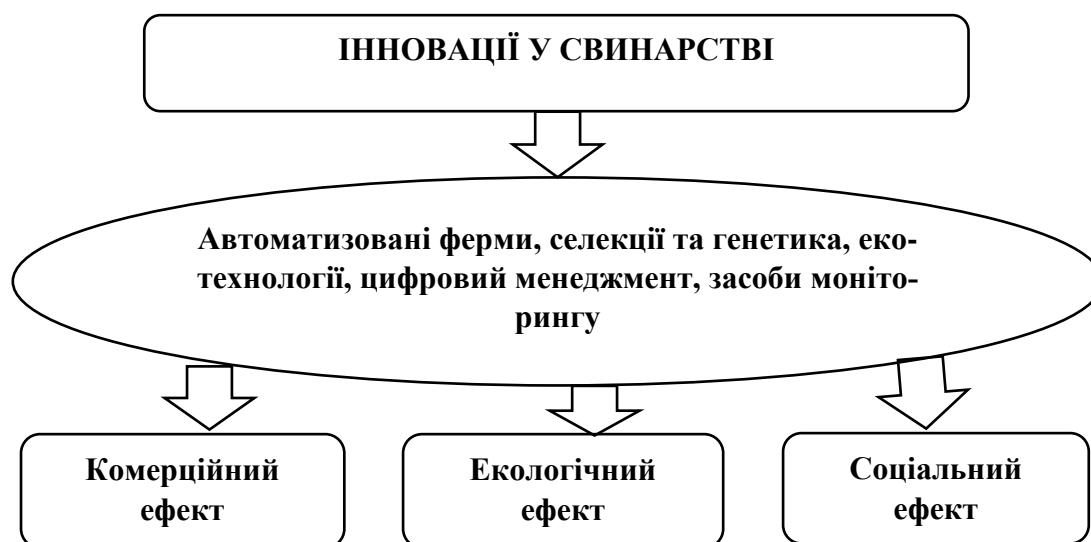 ІННОВАЦІЇ У СВИНАРСТВІ
Автоматизовані ферми, селекції та генетика, еко-
технології, цифровий менеджмент, засоби моніто-
рингу
Комерційний
ефект
Екологічний
ефект
Соціальний
ефект